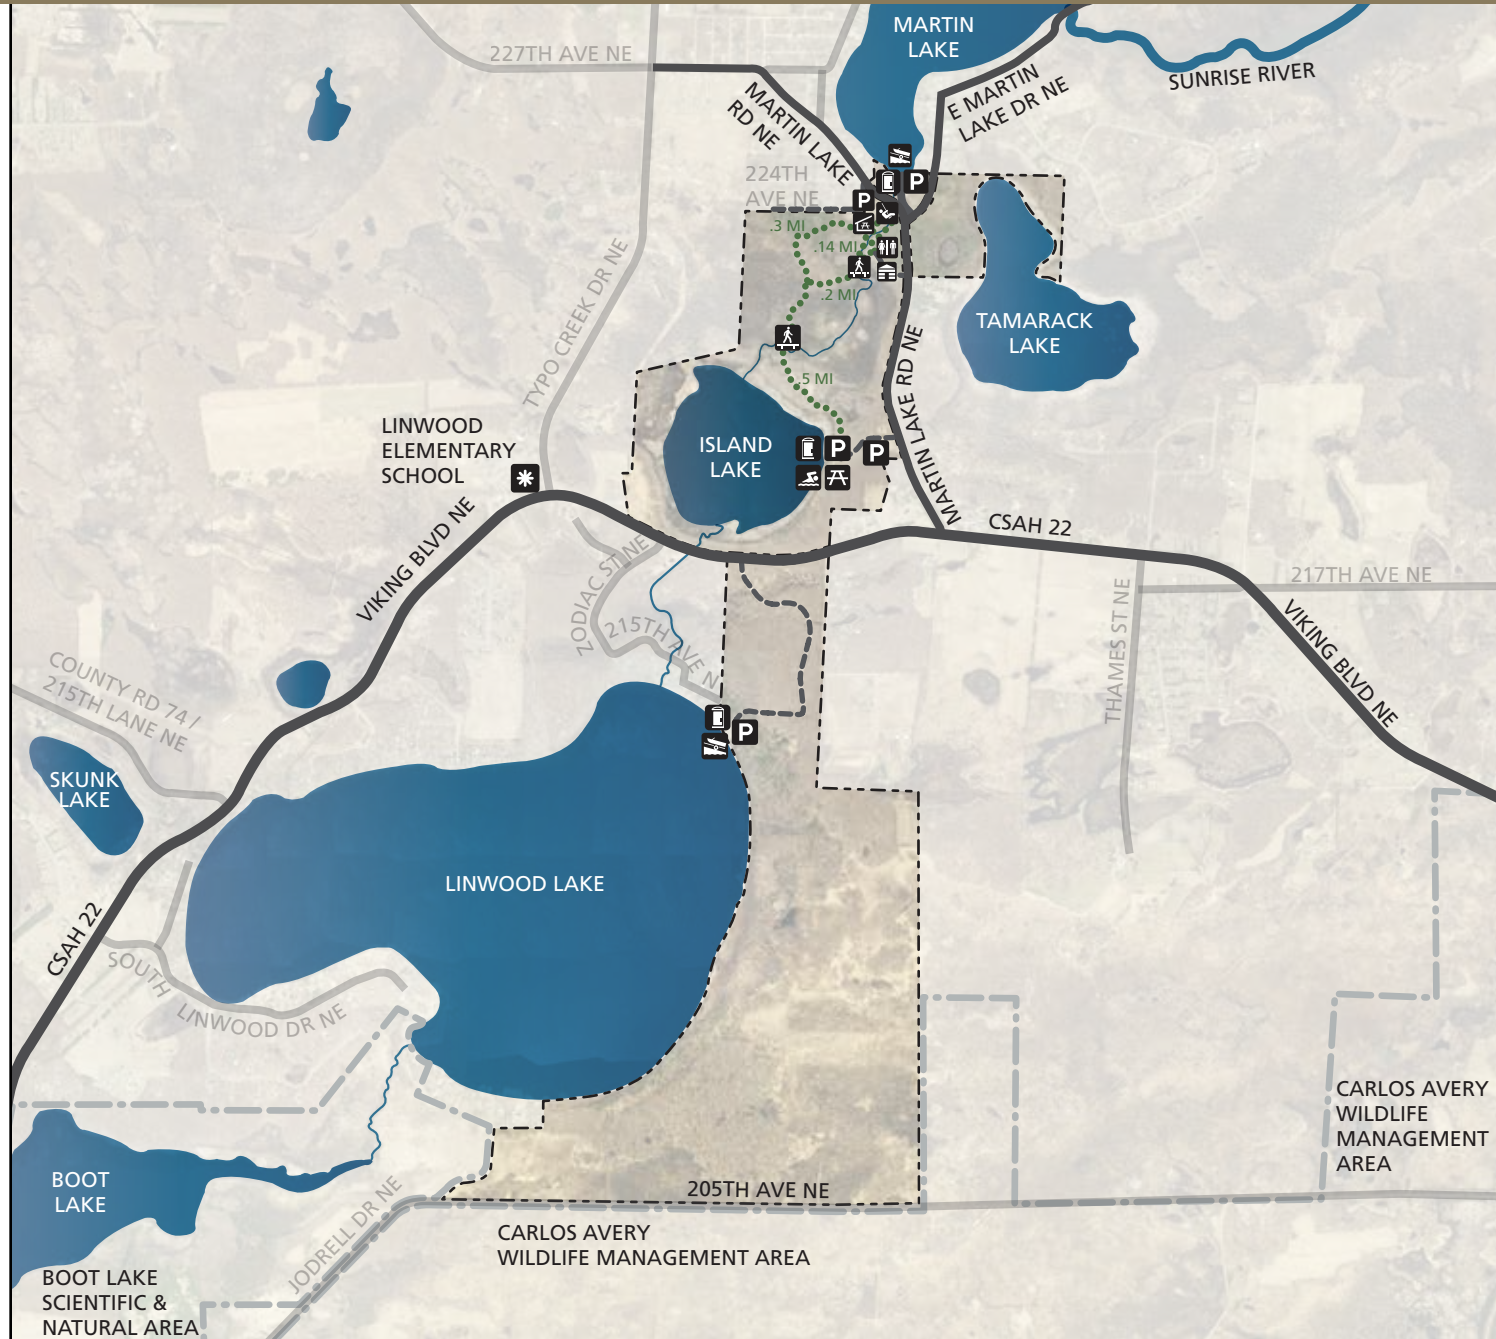 MARTIN
LAKE
227TH AVE NE
SUNRISE RIVER
E MARTIN
LAKE DR NE
MARTIN LAKE
RD NE
224TH
AVE NE
P
P
.3 MI
.14 MI
.2 MI
TYPO CREEK DR NE
TAMARACK
LAKE
.5 MI
MARTIN LAKE RD NE
LINWOOD
ELEMENTARY
SCHOOL
ISLAND
LAKE
P
P
VIKING BLVD NE
CSAH 22
ZODIAC ST NE
215TH AVE N
217TH AVE NE
THAMES ST NE
VIKING BLVD NE
COUNTY RD 74 /
215TH LANE NE
P
SKUNK
LAKE
LINWOOD LAKE
CSAH 22
SOUTH LINWOOD DR NE
CARLOS AVERY
WILDLIFE
MANAGEMENT
AREA
BOOT
LAKE
205TH AVE NE
JODRELL DR NE
CARLOS AVERY
WILDLIFE MANAGEMENT AREA
BOOT LAKE
SCIENTIFIC &
NATURAL AREA